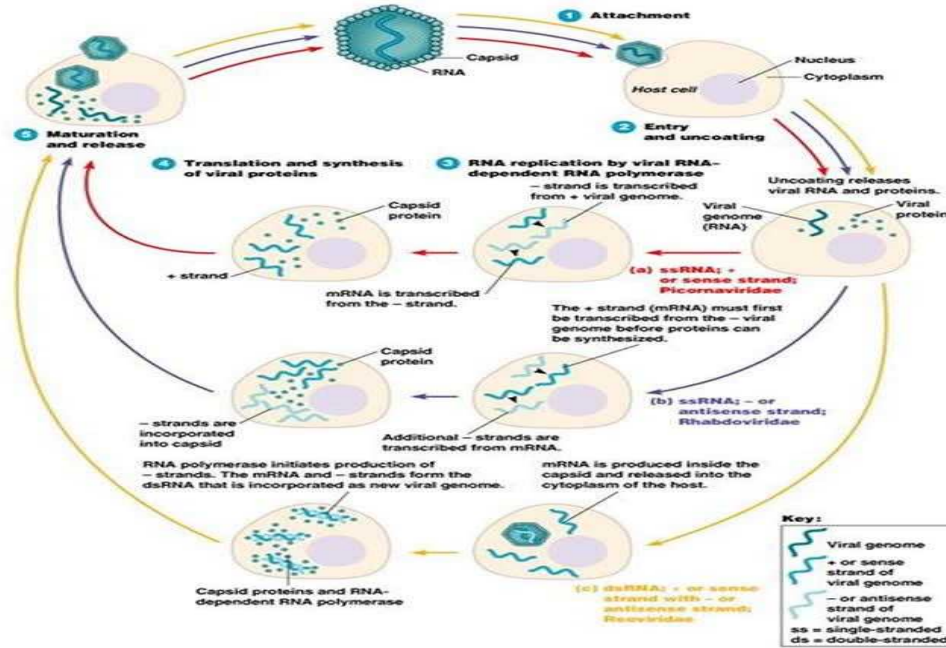 1 Attachment
Capsid
RNA
Nucleus
Cytoplasm
Host cell
5 Maturation
and release
2 Entry
and uncoating
4 Translation and synthesis
of viral proteins
3 RNA replication by viral RNA-
dependent RNA polymerase
Uncoating releases
viral RNA and proteins.
– strand is transcribed
from + viral genome.
Capsid
protein
Viral
genome
(RNA)
Viral
protein
+ strand
mRNA is transcribed
from the – strand.
(a) ssRNA; +
or sense strand;
Picornaviridae
The + strand (mRNA) must first
be transcribed from the – viral
genome before proteins can
be synthesized.
Capsid
protein
(b) ssRNA; – or
antisense strand;
Rhabdoviridae
– strands are
incorporated
into capsid
Additional – strands are
transcribed from mRNA.
RNA polymerase initiates production of
– strands. The mRNA and – strands form the
dsRNA that is incorporated as new viral genome.
mRNA is produced inside the
capsid and released into the
cytoplasm of the host.
Capsid proteins and RNA-
dependent RNA polymerase
(c) dsRNA; + or sense
strand with – or
antisense strand;
Reoviridae
Key:
Viral genome
+ or sense
strand of
viral genome
– or antisense
strand of
viral genome
ss = single-stranded
ds = double-stranded